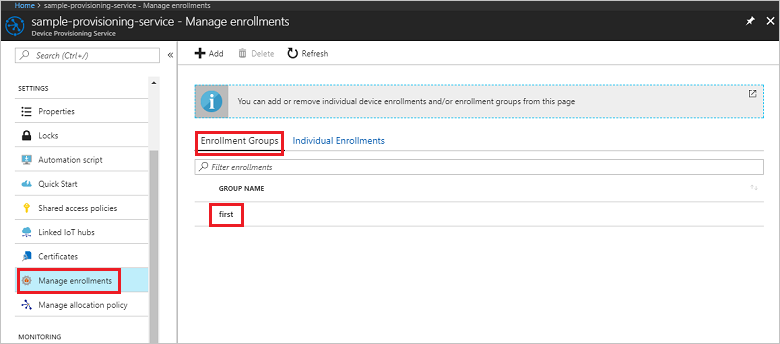 Home > sample-provisioning-service - Manage enrollments
sample-provisioning-service - Manage enrollments
Device Provisioning Service
Search (Ctrl+/)
«
Add
Delete
Refresh
SETTINGS
Properties
Locks
Automation script
Quick Start
Shared access policies
Linked IoT hubs
Certificates
Manage enrollments
Manage allocation policy
MONITORING
You can add or remove individual device enrollments and/or enrollment groups from this page
Enrollment Groups
Individual Enrollments
Filter enrollments
GROUP NAME
first